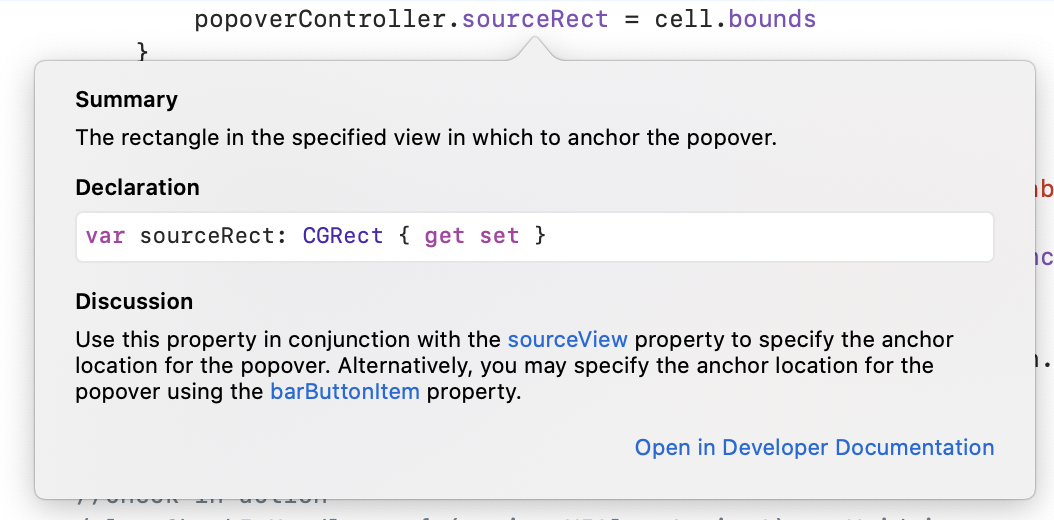 popoverController.sourceRect = cell.bounds
}
Summary
The rectangle in the specified view in which to anchor the popover.
Declaration
var sourceRect: CGRect { get set }
Discussion
Use this property in conjunction with the sourceView property to specify the anchor
location for the popover. Alternatively, you may specify the anchor location for the
popover using the barButtonItem property.
Open in Developer Documentation